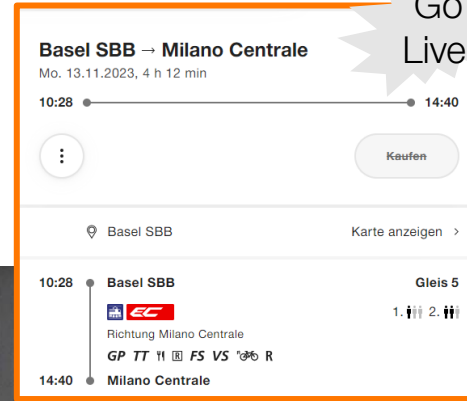 Go
Live
Basel SBB → Milano Centrale
Mo. 13.11.2023, 4 h 12 min
10:28 14:40
Kaufen
Basel SBB Karte anzeigen >
10:28 Basel SBB Gleis 5
EC 1. 2.
Richtung Milano Centrale
GP TT R FS VS R
14:40 Milano Centrale